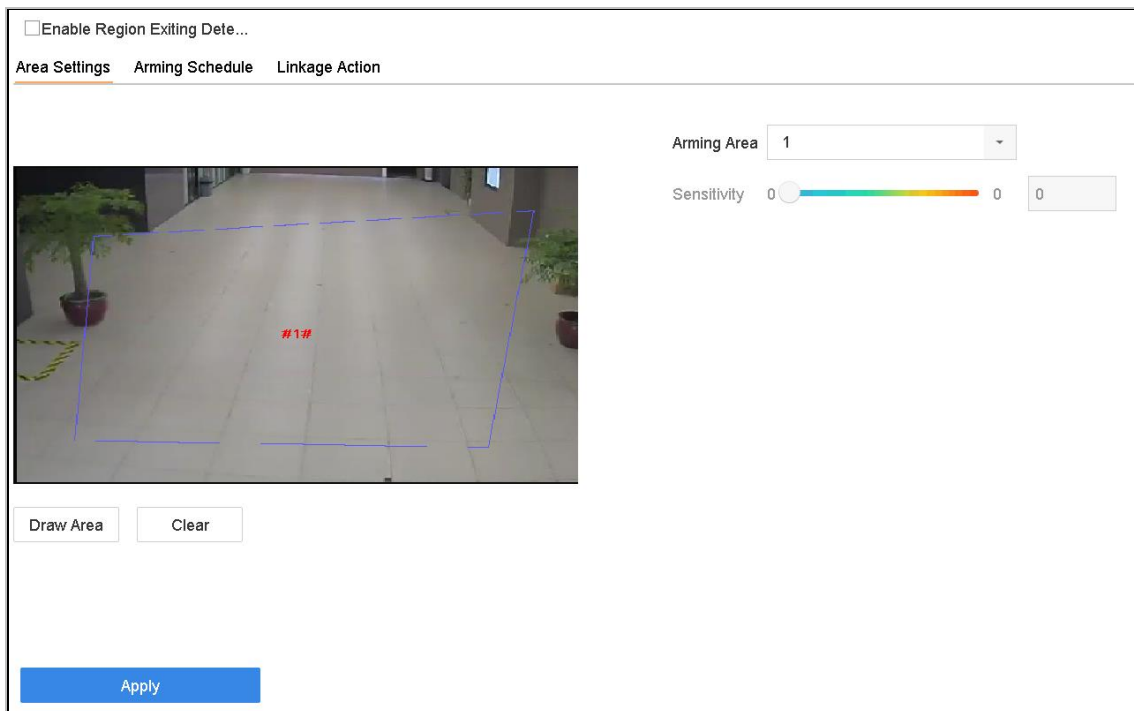 Enable Region Exiting Dete...
Area Settings Arming Schedule Linkage Action
Arming Area 1
Sensitivity 0 0 0
#1#
Draw Area Clear
Apply